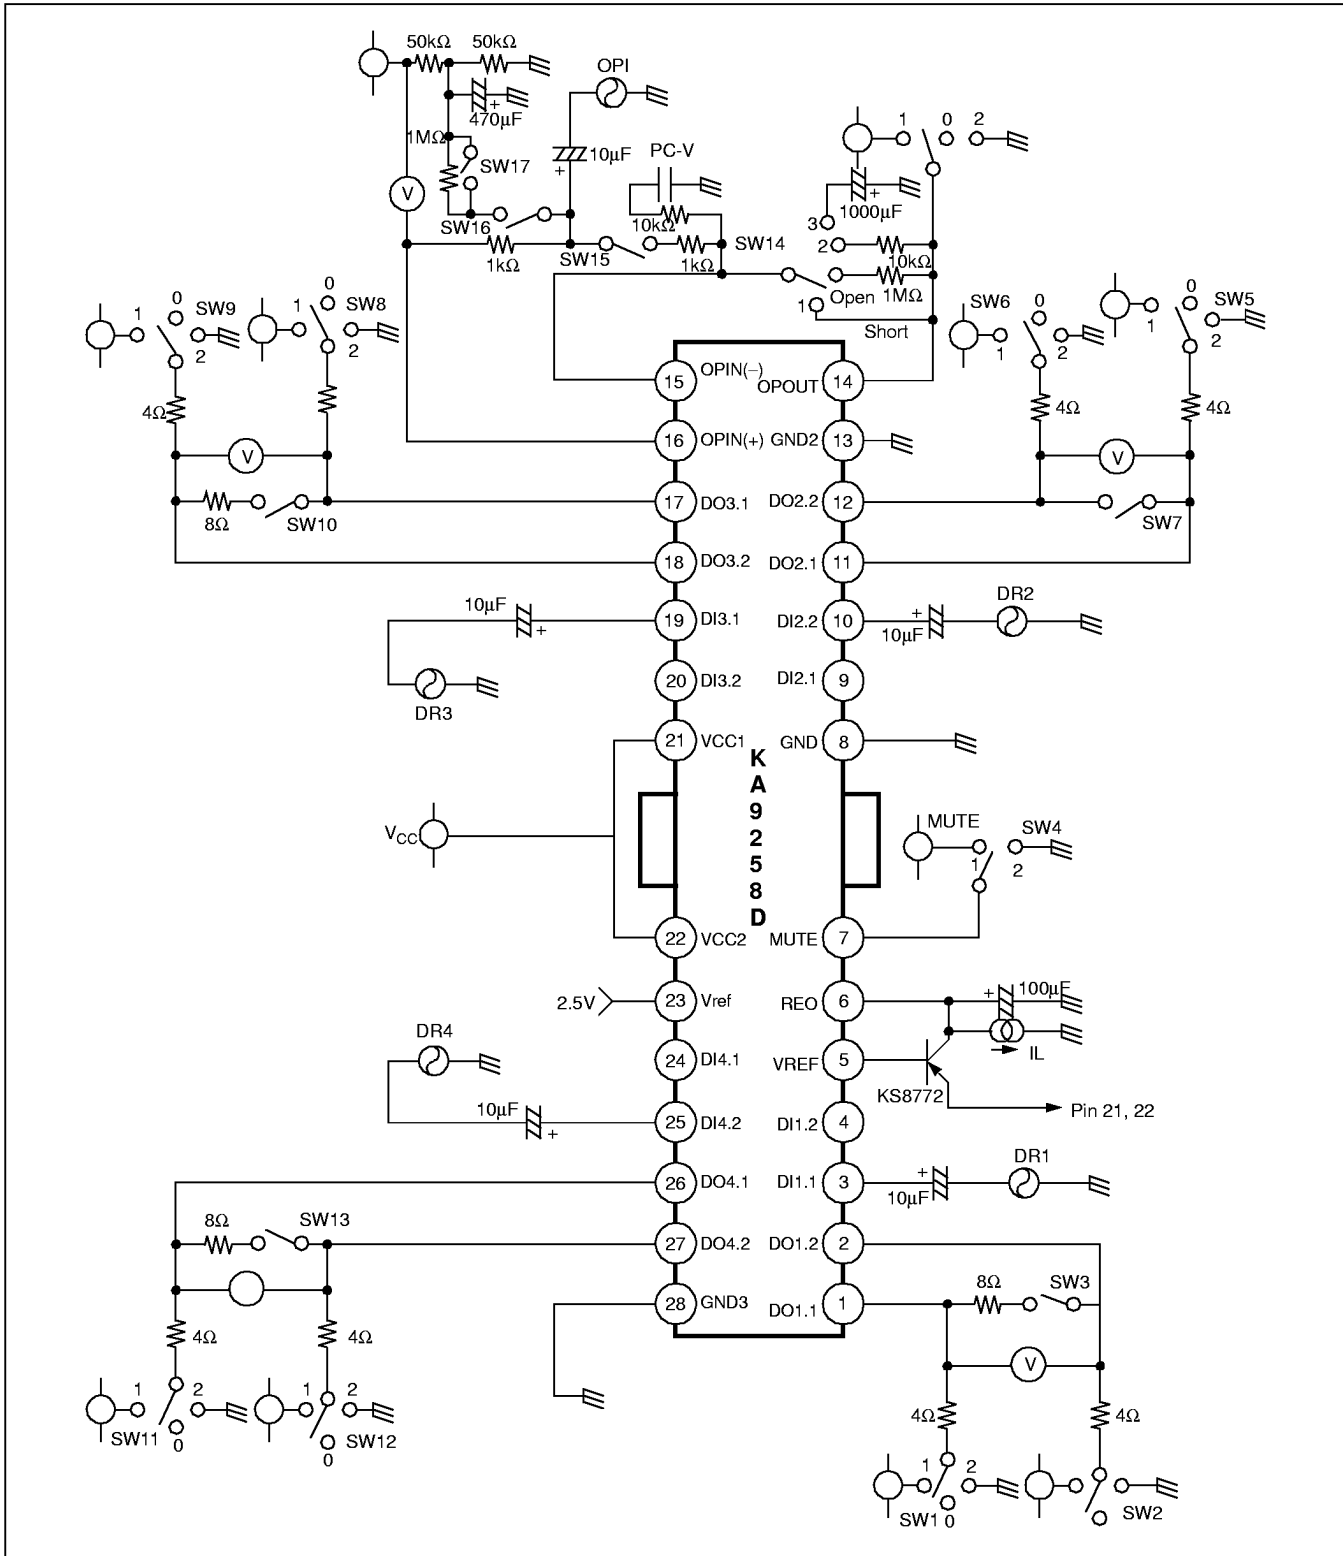 50kΩ 50kΩ
OPI
470μF
1MΩ
SW17
10μF
PC-V
1 0 2
V
SW16
10kΩ
1000μF
3
1kΩ
SW15
1kΩ
SW14
2
10kΩ
Open
1MΩ
1
Short
0
SW9
1
2
0
SW8
1
2
SW6
0
1
2
0
SW5
1
2
4Ω
4Ω
4Ω
V
V
8Ω
SW10
SW7
15 OPIN(–)
OPOUT 14
16 OPIN(+)
GND2 13
17 DO3.1
DO2.2 12
18 DO3.2
DO2.1 11
10μF
+
19 DI3.1
DI2.2 10
+
10μF
DR2
DR3
20 DI3.2
DI2.1 9
21 VCC1
GND 8
KA9258D
VCC
MUTE
SW4
1
2
22 VCC2
MUTE 7
2.5V
23 Vref
REO 6
+
100μF
IL
DR4
24 DI4.1
VREF 5
KS8772
Pin 21, 22
10μF
+
25 DI4.2
DI1.2 4
26 DO4.1
DI1.1 3
+
10μF
DR1
8Ω
SW13
27 DO4.2
DO1.2 2
28 GND3
DO1.1 1
8Ω
SW3
4Ω
4Ω
V
1
2
SW11
0
1
2
SW12
0
4Ω
4Ω
1
2
SW1
0
SW2